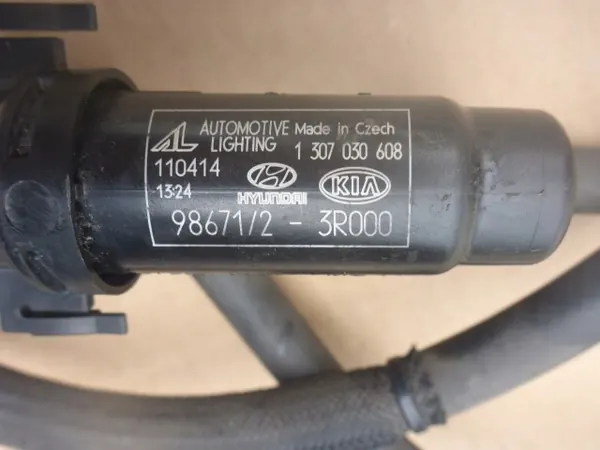 AL AUTOMOTIVE LIGHTING Made in Czech
1 307 030 608
110414
13:24
HYUNDAI KIA
98671/2 - 3R000